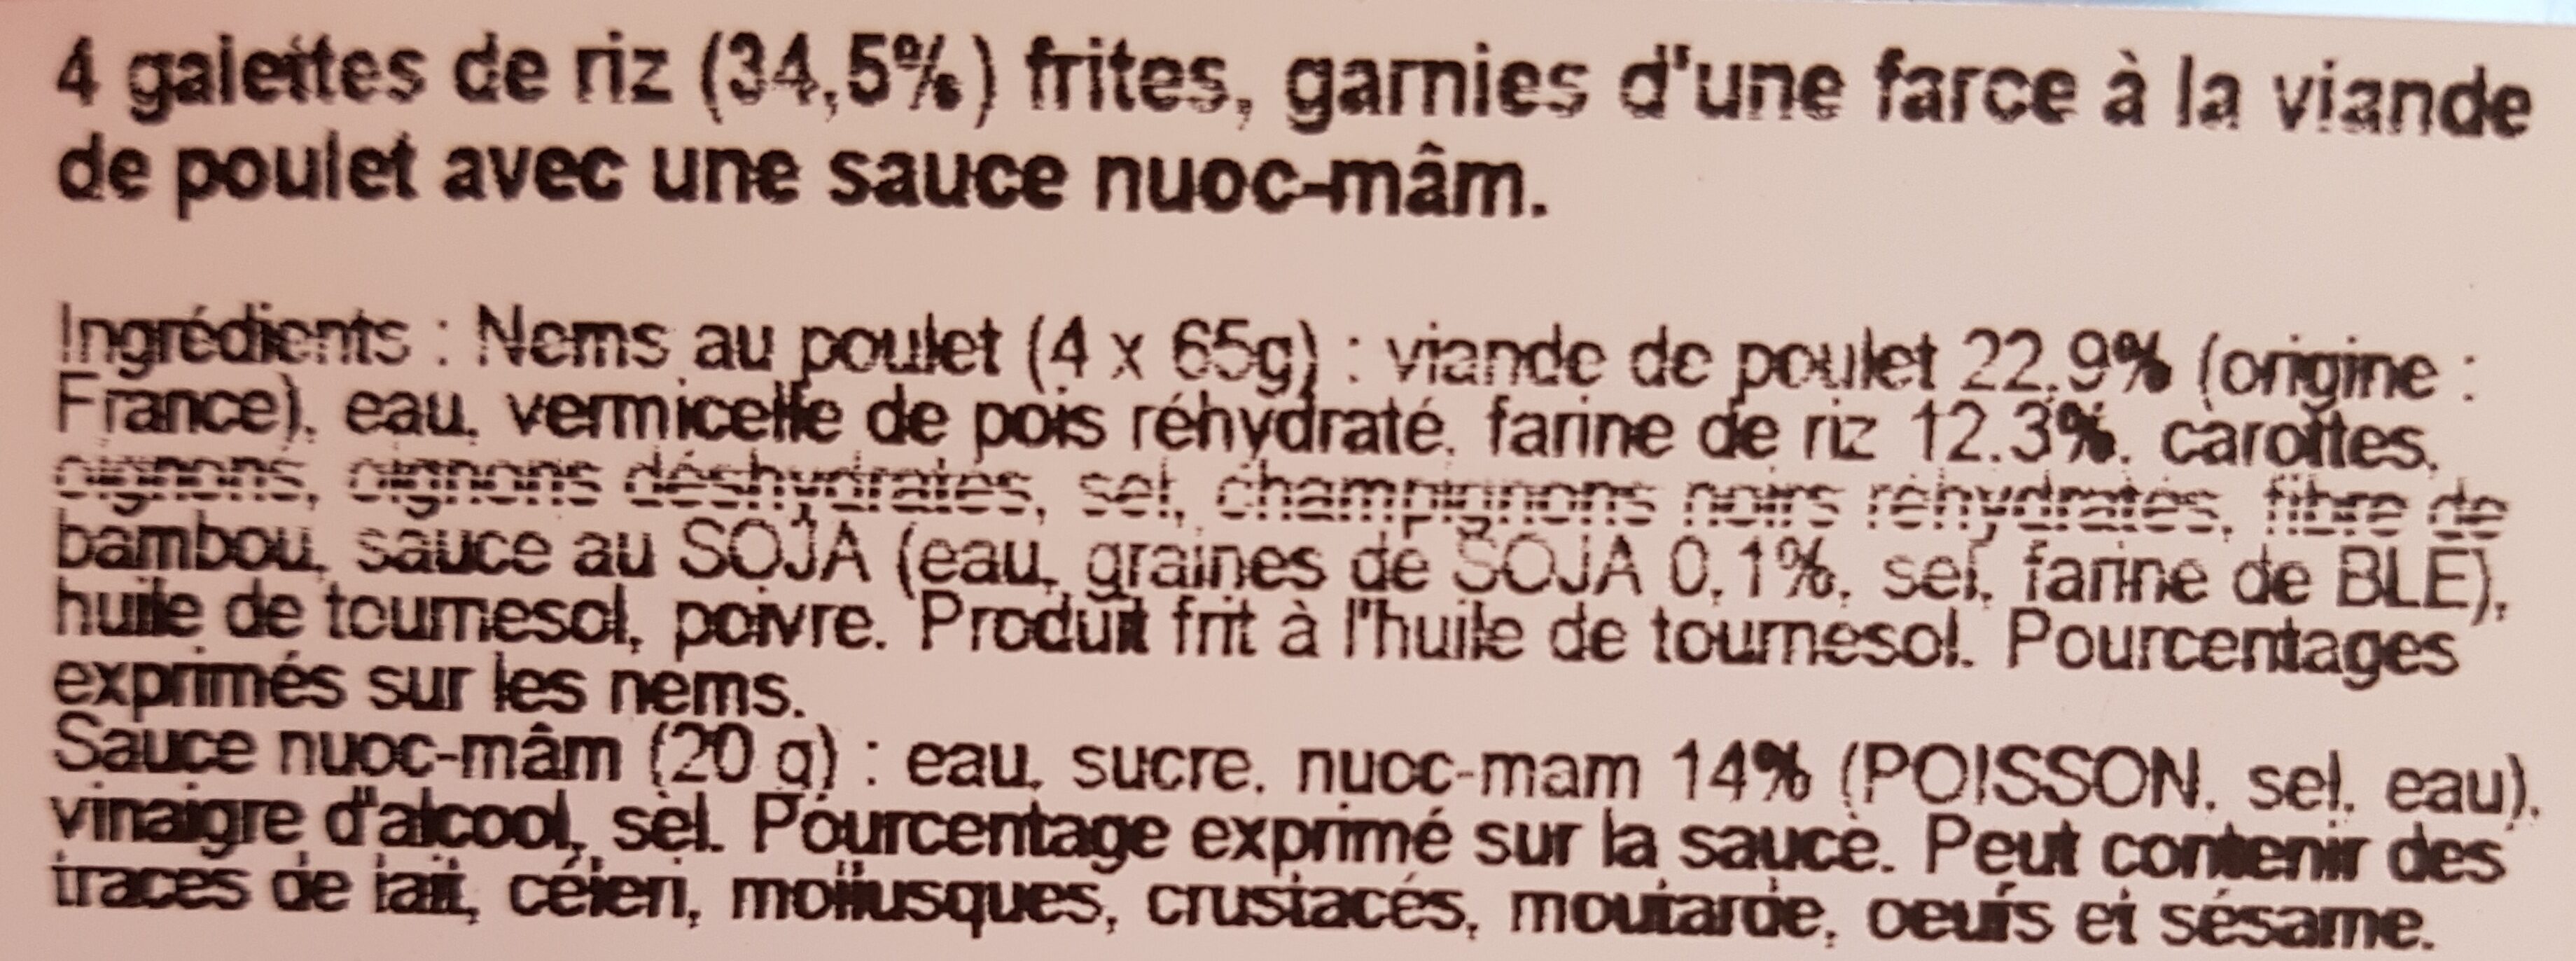 4 galettes de riz (34,5%) frites, garnies d'une farce à la viande
de poulet avec une sauce nuoc-mâm.
Ingrédients : Nems au poulet (4 x 65g) : viande de poulet 22.9% (origine :
France), eau, vermicelle de pois réhydraté, farine de riz 12.3%, carottes,
oignons, oignons déshydratés, sel, champignons noirs réhydratés, fibre de
bambou, sauce au SOJA (eau, graines de SOJA 0,1%, sel, farine de BLE),
huile de tournesol, poivre. Produit frit à l'huile de tournesol. Pourcentages
exprimés sur les nems.
Sauce nuoc-mâm (20 g) : eau, sucre, nuoc-mam 14% (POISSON, sel, eau),
vinaigre d'alcool, sel. Pourcentage exprimé sur la sauce. Peut contenir des
traces de lait, céleri, mollusques, crustacés, moutarde, oeufs et sésame.